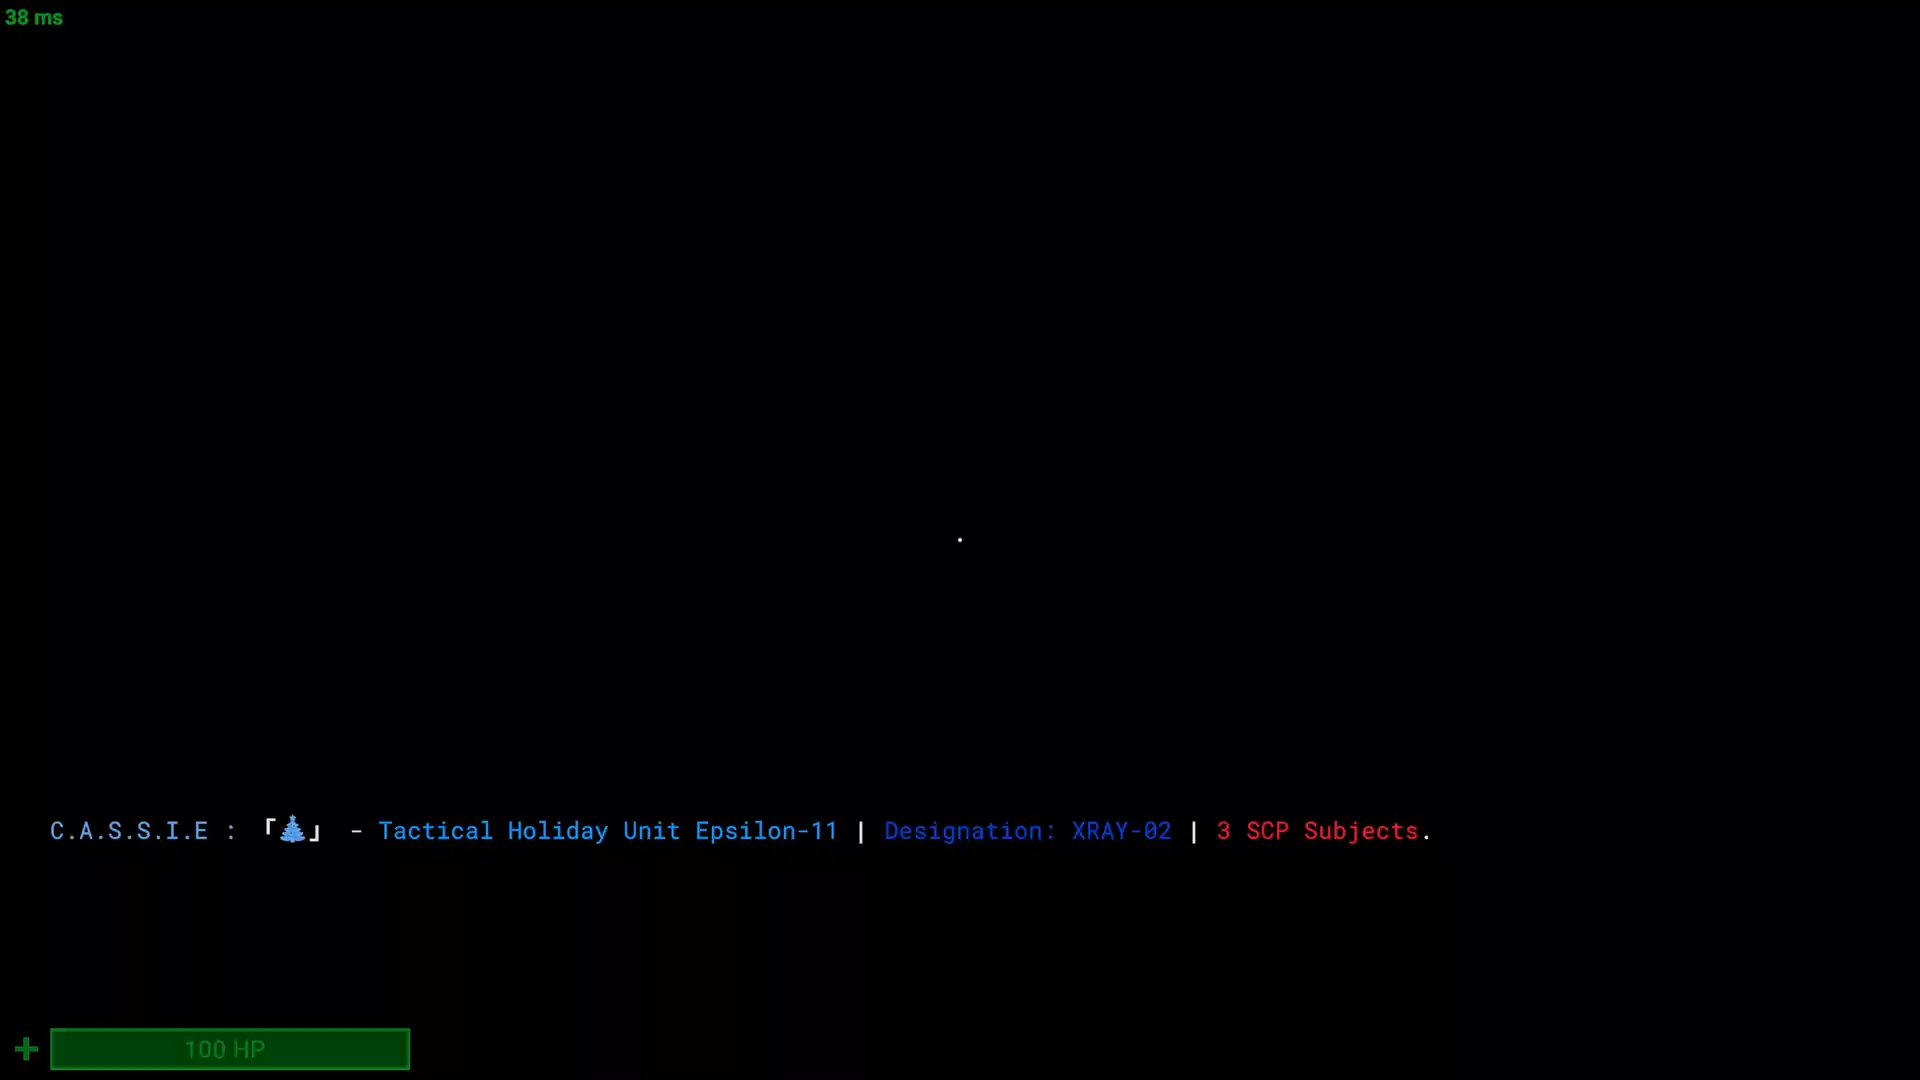 38 ms
C.A.S.S.I.E : 「🎄」 - Tactical Holiday Unit Epsilon-11 | Designation: XRAY-02 | 3 SCP Subjects.
100 HP